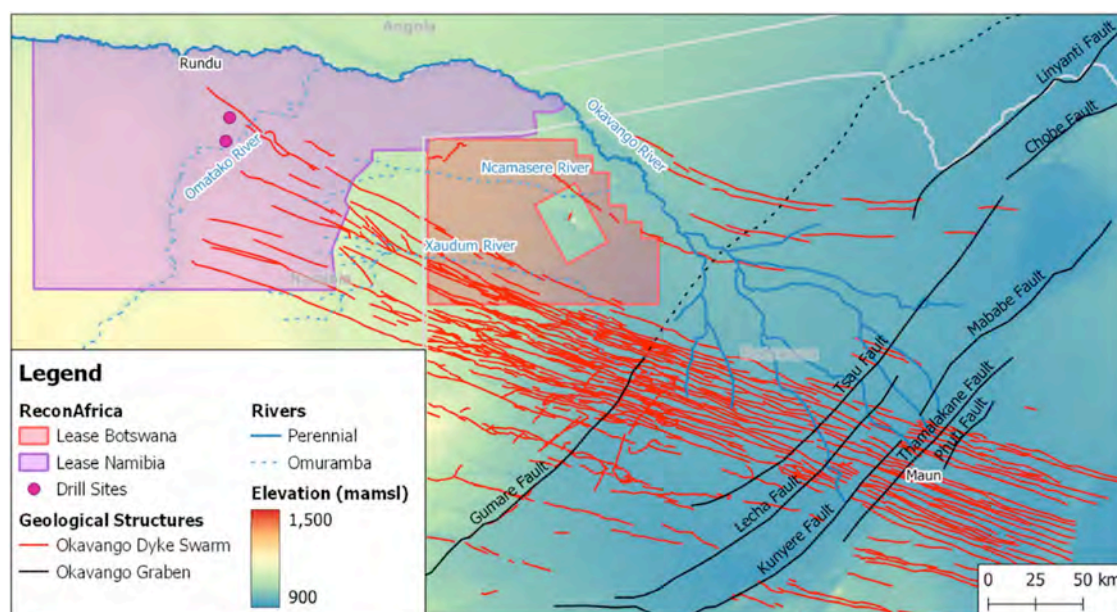 Angola
Rundu
Linyanti Fault
Chobe Fault
Okavango River
Omatako River
Ncamasere River
Xaudum River
Mababe Fault
Tsau Fault
Thamalakane Fault
Phuti Fault
Maun
Gumare Fault
Lecha Fault
Kunyere Fault
Legend
ReconAfrica
Lease Botswana
Lease Namibia
Drill Sites
Geological Structures
Okavango Dyke Swarm
Okavango Graben
Rivers
Perennial
Omuramba
Elevation (mamsl)
1,500
900
0 25 50 km